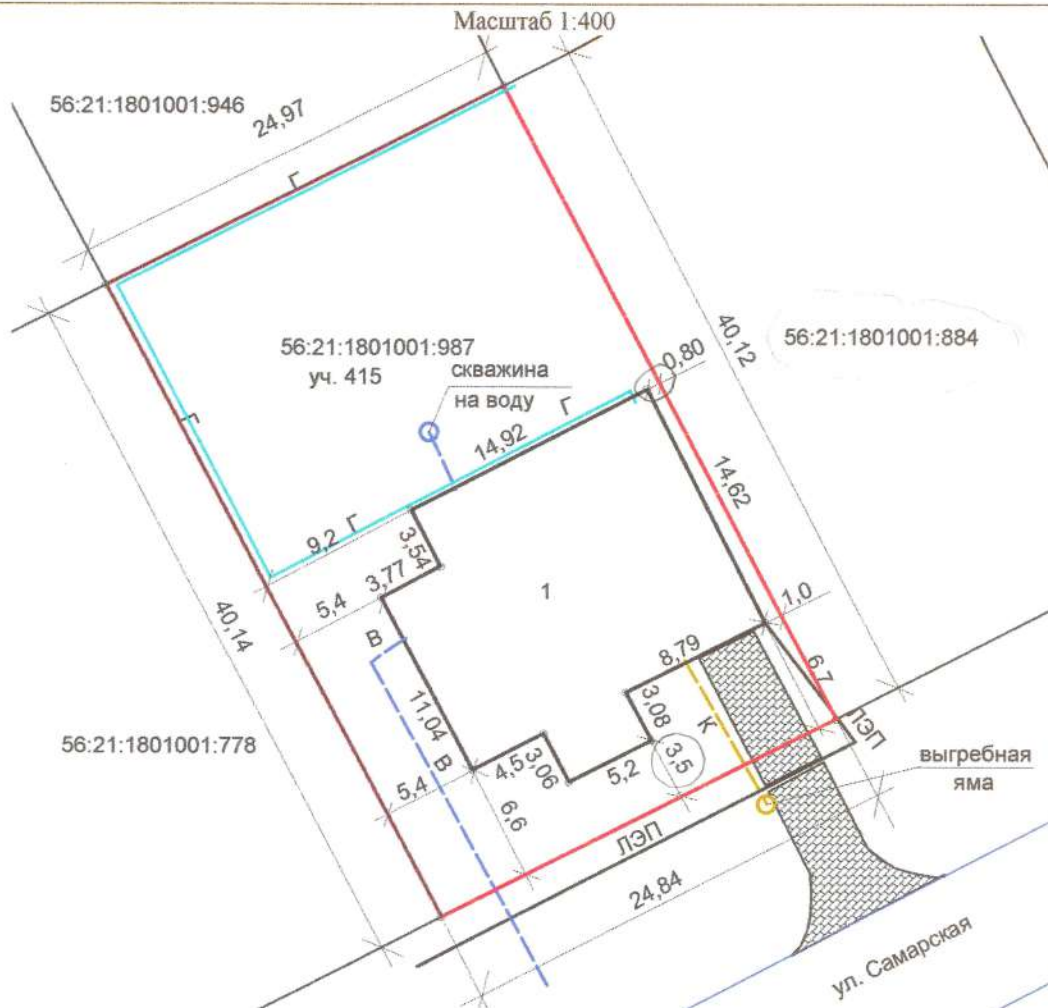 Масштаб 1:400
56:21:1801001:946
24,97
Г
56:21:1801001:987
уч. 415
скважина
на воду
40,12
56:21:1801001:884
0,80
Г
Г
14,92
14,62
9,2
Г
3,54
3,77
5,4
1
1,0
40,14
В
8,79
6,7
11,04
3,08
К
ЛЭП
56:21:1801001:778
В
4,5
3,06
3,5
5,2
выгребная
яма
5,4
6,6
ЛЭП
24,84
ул. Самарская